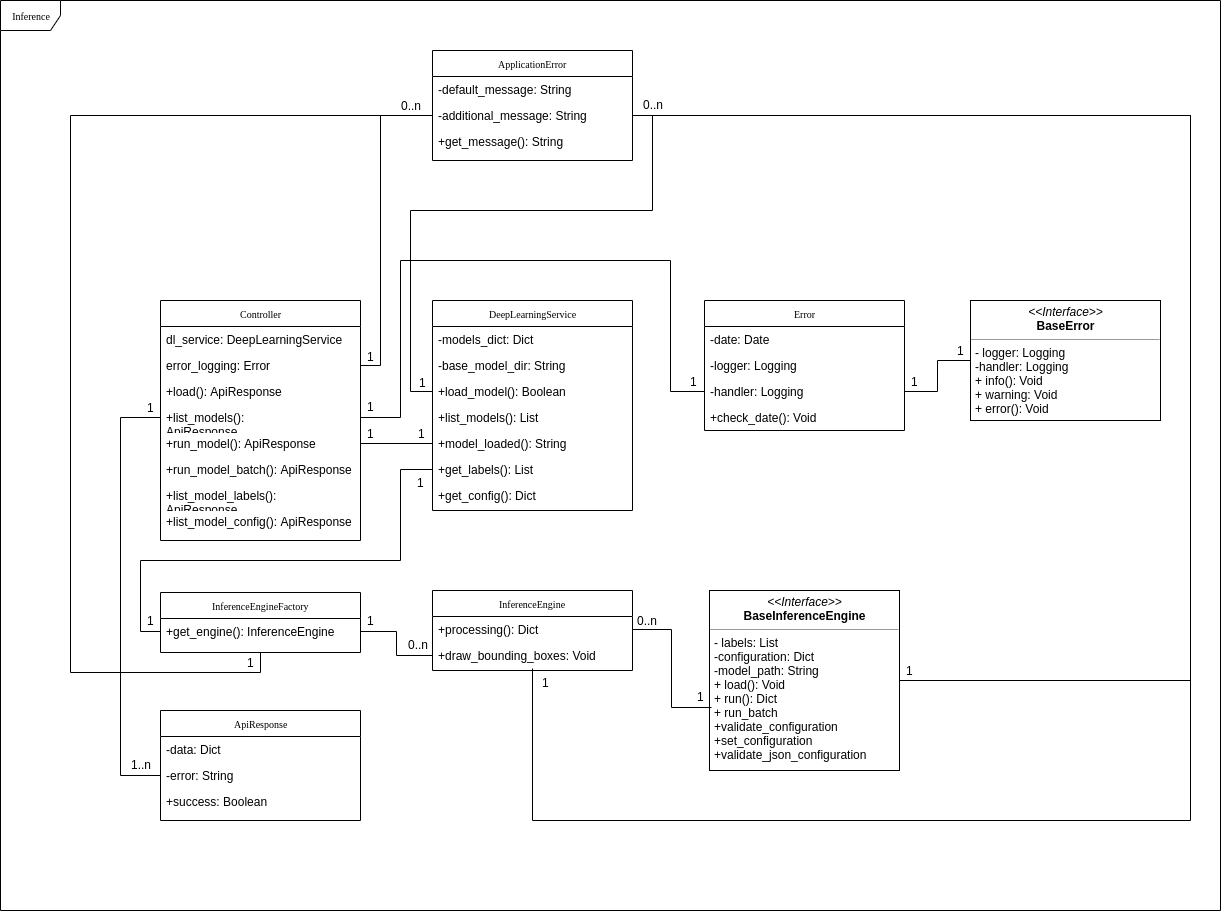 Inference
ApplicationError
-default_message: String
-additional_message: String
+get_message(): String
0..n
0..n
Controller
dl_service: DeepLearningService
error_logging: Error
+load(): ApiResponse
+list_models():
ApiResponse
+run_model(): ApiResponse
+run_model_batch(): ApiResponse
+list_model_labels():
ApiResponse
+list_model_config(): ApiResponse
1
1
1
1
DeepLearningService
-models_dict: Dict
-base_model_dir: String
+load_model(): Boolean
+list_models(): List
+model_loaded(): String
+get_labels(): List
+get_config(): Dict
1
1
1
Error
-date: Date
-logger: Logging
-handler: Logging
+check_date(): Void
1
1
<<Interface>>
BaseError
- logger: Logging
-handler: Logging
+ info(): Void
+ warning: Void
+ error(): Void
1
InferenceEngineFactory
+get_engine(): InferenceEngine
1
1
1
InferenceEngine
+processing(): Dict
+draw_bounding_boxes: Void
0..n
0..n
1
<<Interface>>
BaseInferenceEngine
- labels: List
-configuration: Dict
-model_path: String
+ load(): Void
+ run(): Dict
+ run_batch
+validate_configuration
+set_configuration
+validate_json_configuration
1
1
ApiResponse
-data: Dict
-error: String
+success: Boolean
1..n